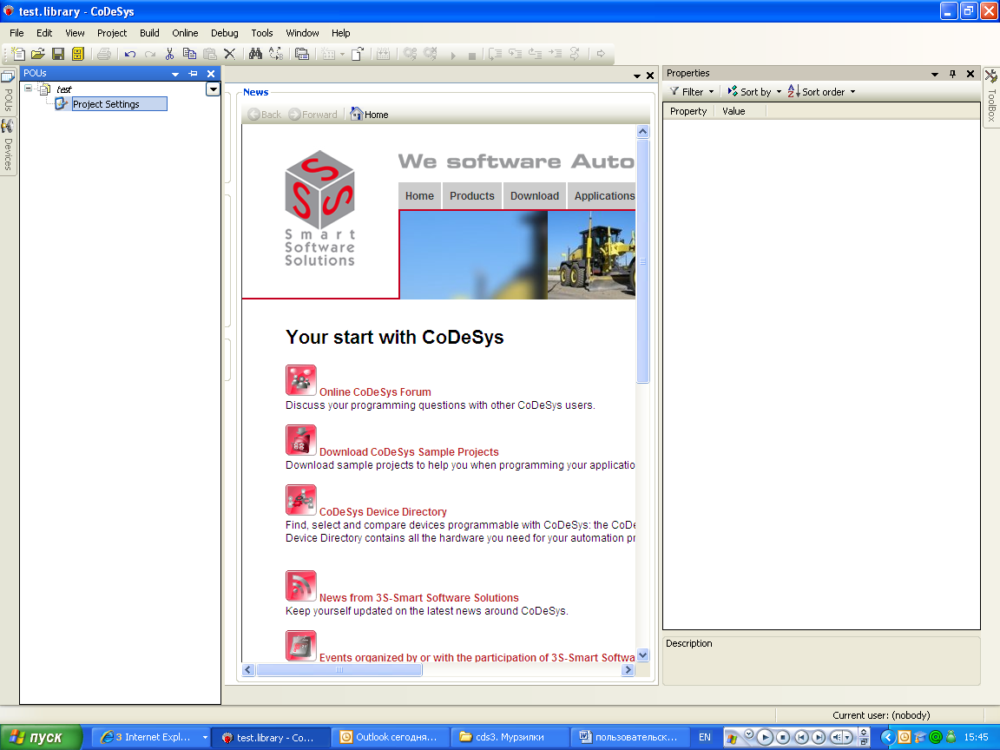 test.library - CoDeSys
File Edit View Project Build Online Debug Tools Window Help
POUs
POUs
Devices
test
Project Settings
News
Back Forward Home
Smart
Software
Solutions
We software Auto
Home Products Download Applications
Your start with CoDeSys
Online CoDeSys Forum
Discuss your programming questions with other CoDeSys users.
Download CoDeSys Sample Projects
Download sample projects to help you when programming your applicatio
CoDeSys Device Directory
Find, select and compare devices programmable with CoDeSys: the CoDe
Device Directory contains all the hardware you need for your automation pr
News from 3S-Smart Software Solutions
Keep yourself updated on the latest news around CoDeSys.
Events organized by or with the participation of 3S-Smart Softwa
Properties
Filter Sort by Sort order
Property Value
Description
ToolBox
Current user: (nobody)
пуск
3 Internet Expl...
test.library - Co...
Outlook сегодня...
cds3. Мурзилки
пользовательск...
EN
15:45